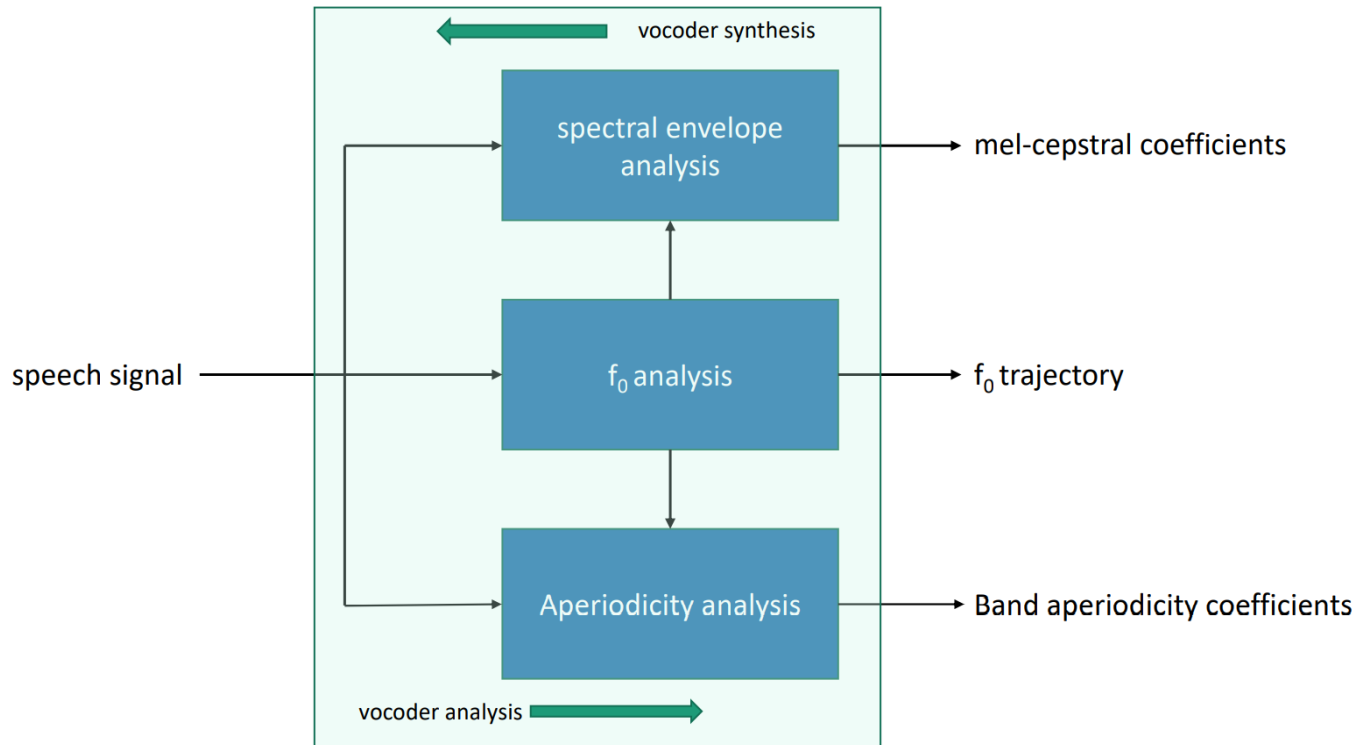 vocoder synthesis
spectral envelope
analysis
mel-cepstral coefficients
speech signal
f₀ analysis
f₀ trajectory
Aperiodicity analysis
Band aperiodicity coefficients
vocoder analysis